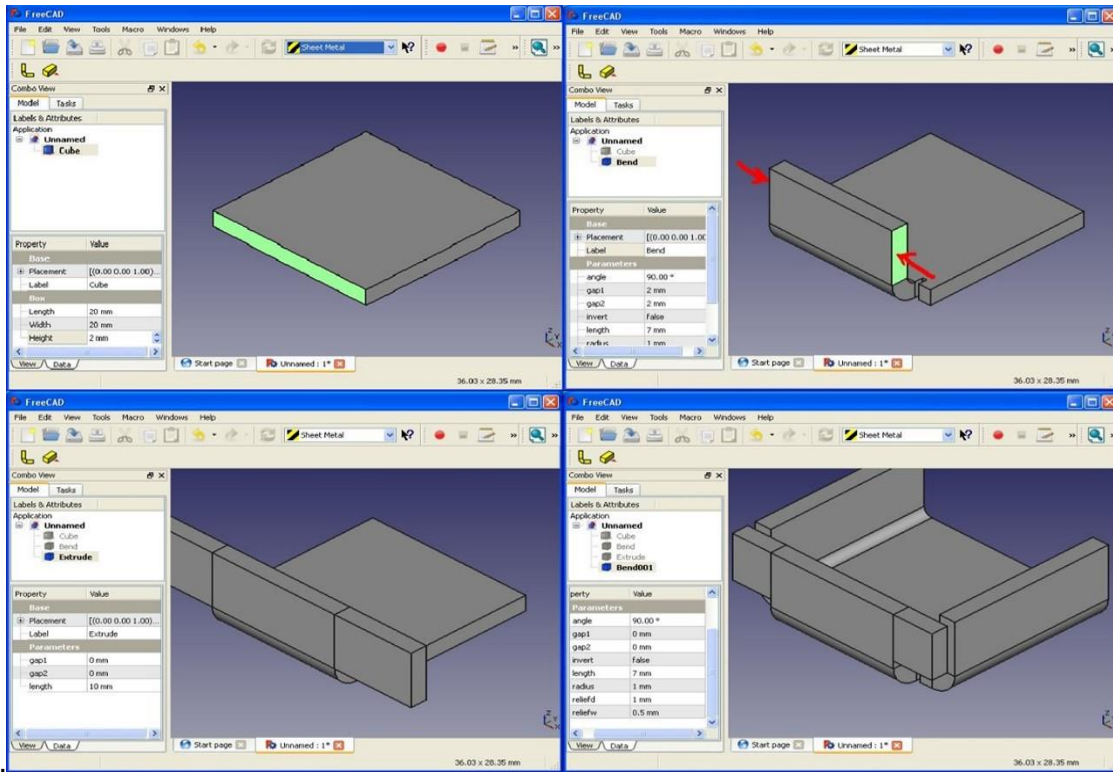 FreeCAD
File Edit View Tools Macro Windows Help
Sheet Metal
Combo View
Model Tasks
Labels & Attributes
Application
Unnamed
Cube
Property Value
Base
Placement [(0.00 0.00 1.00)...
Label Cube
Box
Length 20 mm
Width 20 mm
Height 2 mm
View Data
Start page Unnamed : 1*
36.03 x 28.35 mm
Z
Y
X
FreeCAD
File Edit View Tools Macro Windows Help
Sheet Metal
Combo View
Model Tasks
Labels & Attributes
Application
Unnamed
Cube
Bend
Property Value
Base
Placement [(0.00 0.00 1.00
Label Bend
Parameters
angle 90.00 °
gap1 2 mm
gap2 2 mm
invert false
length 7 mm
radius 1 mm
View Data
Start page Unnamed : 1*
36.03 x 28.35 mm
Z
Y
FreeCAD
File Edit View Tools Macro Windows Help
Sheet Metal
Combo View
Model Tasks
Labels & Attributes
Application
Unnamed
Cube
Bend
Extrude
Property Value
Base
Placement [(0.00 0.00 1.00)...
Label Extrude
Parameters
gap1 0 mm
gap2 0 mm
length 10 mm
View Data
Start page Unnamed : 1*
36.03 x 28.35 mm
Z
Y
X
FreeCAD
File Edit View Tools Macro Windows Help
Sheet Metal
Combo View
Model Tasks
Labels & Attributes
Application
Unnamed
Cube
Bend
Extrude
Bend001
perty Value
Parameters
angle 90.00 °
gap1 0 mm
gap2 0 mm
invert false
length 7 mm
radius 1 mm
reliefd 1 mm
reliefw 0.5 mm
View Data
Start page Unnamed : 1*
36.03 x 28.35 mm
Z
Y